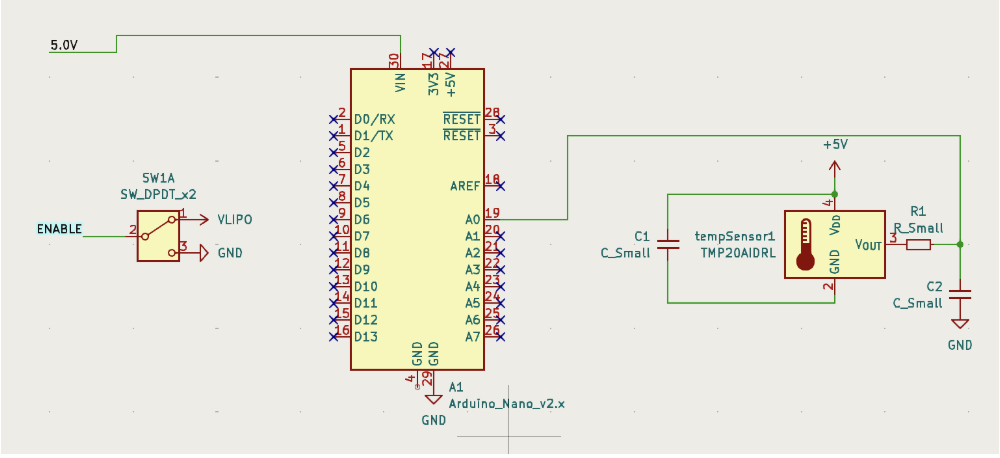 5.0V
30
17
27
VIN
3V3
+5V
2 D0/RX
1 D1/TX
5 D2
6 D3
7 D4
8 D5
9 D6
10 D7
11 D8
12 D9
13 D10
14 D11
15 D12
16 D13
RESET 28
RESET 3
AREF 18
A0 19
A1 20
A2 21
A3 22
A4 23
A5 24
A6 25
A7 26
GND
GND
4
29
A1
Arduino_Nano_v2.x
GND
SW1A
SW_DPDT_x2
ENABLE
2
1
VLIPO
3
GND
+5V
4
VDD
C1
C_Small
tempSensor1
TMP20AIDRL
VOUT
3
GND
2
R1
R_Small
C2
C_Small
GND